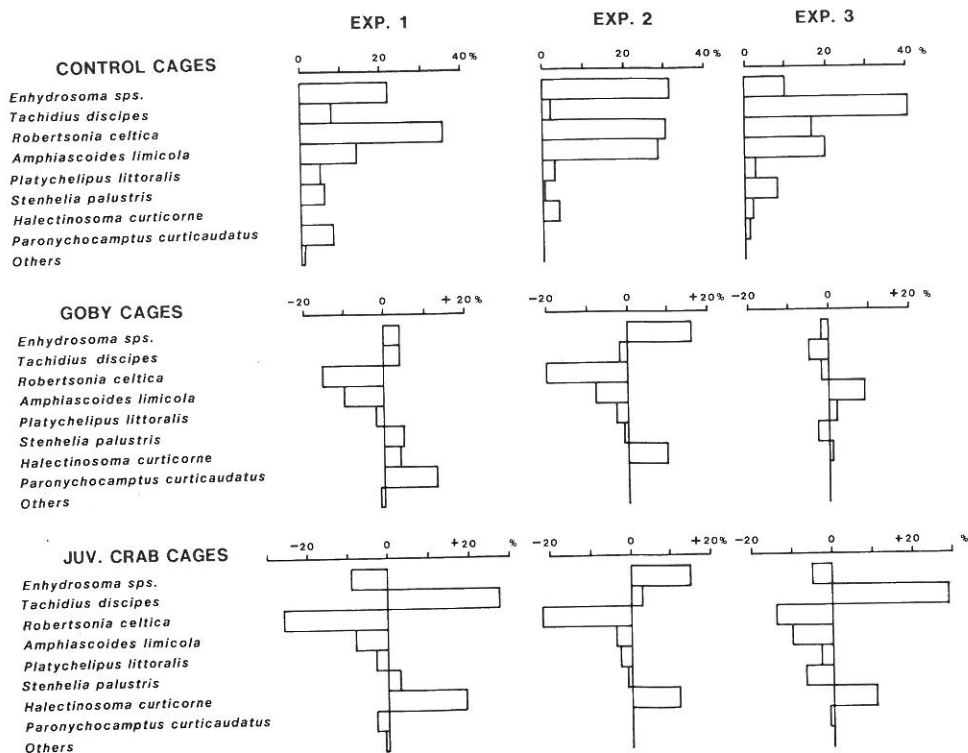 EXP. 1 EXP. 2 EXP. 3
0 20 40% 0 20 40% 0 20 40 %
CONTROL CAGES
Enhydrosoma sps.
Tachidius discipes
Robertsonia celtica
Amphiascoides limicola
Platychelipus littoralis
Stenhelia palustris
Halectinosoma curticorne
Paronychocamptus curticaudatus
Others
−20 0 + 20 % −20 0 +20% −20 0 +20 %
GOBY CAGES
Enhydrosoma sps.
Tachidius discipes
Robertsonia celtica
Amphiascoides limicola
Platychelipus littoralis
Stenhelia palustris
Halectinosoma curticorne
Paronychocamptus curticaudatus
Others
−20 0 +20 % −20 0 +20 % −20 0 +20 %
JUV. CRAB CAGES
Enhydrosoma sps.
Tachidius discipes
Robertsonia celtica
Amphiascoides limicola
Platychelipus littoralis
Stenhelia palustris
Halectinosoma curticorne
Paronychocamptus curticaudatus
Others